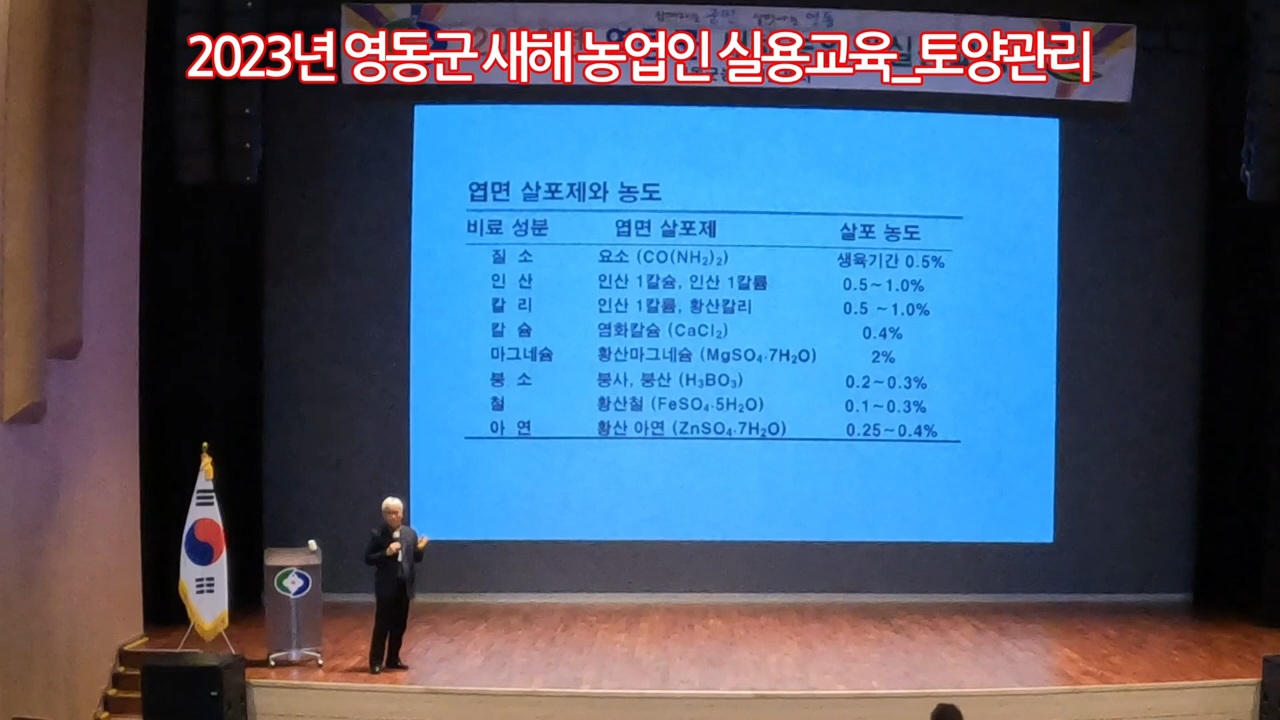 2023년 영동군 새해 농업인 실용교육_토양관리
엽면 살포제와 농도
비료 성분 엽면 살포제 살포 농도
질 소 요소 (CO(NH₂)₂) 생육기간 0.5%
인 산 인산 1칼슘, 인산 1칼륨 0.5~1.0%
칼 리 인산 1칼륨, 황산칼리 0.5 ~1.0%
칼 슘 염화칼슘 (CaCl₂) 0.4%
마그네슘 황산마그네슘 (MgSO₄·7H₂O) 2%
붕 소 붕사, 붕산 (H₃BO₃) 0.2~0.3%
철 황산철 (FeSO₄·5H₂O) 0.1~0.3%
아 연 황산 아연 (ZnSO₄·7H₂O) 0.25~0.4%